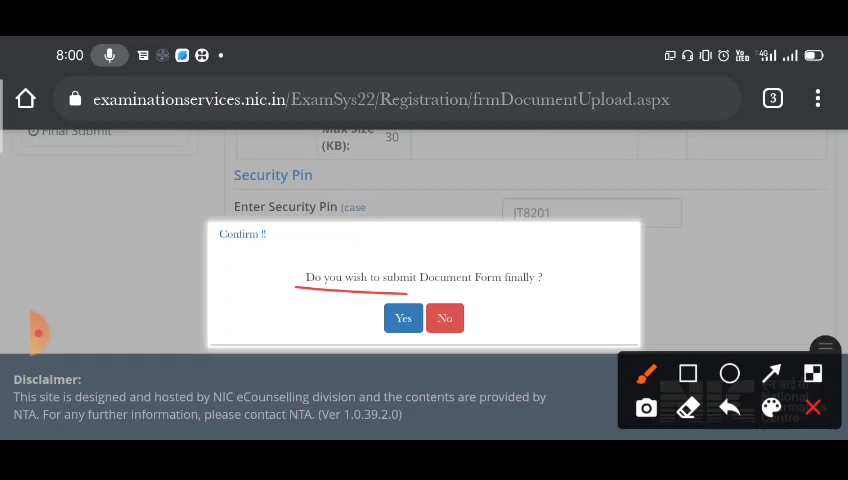 8:00
Yo LTE 4G
examinationservices.nic.in/ExamSys22/Registration/frmDocumentUpload.aspx
3
Final Submit
Max Size
(KB):
30
Security Pin
Enter Security Pin (case
JT8201
Confirm !!
Do you wish to submit Document Form finally ?
Yes
No
Disclaimer:
This site is designed and hosted by NIC eCounselling division and the contents are provided by
NTA. For any further information, please contact NTA. (Ver 1.0.39.2.0)